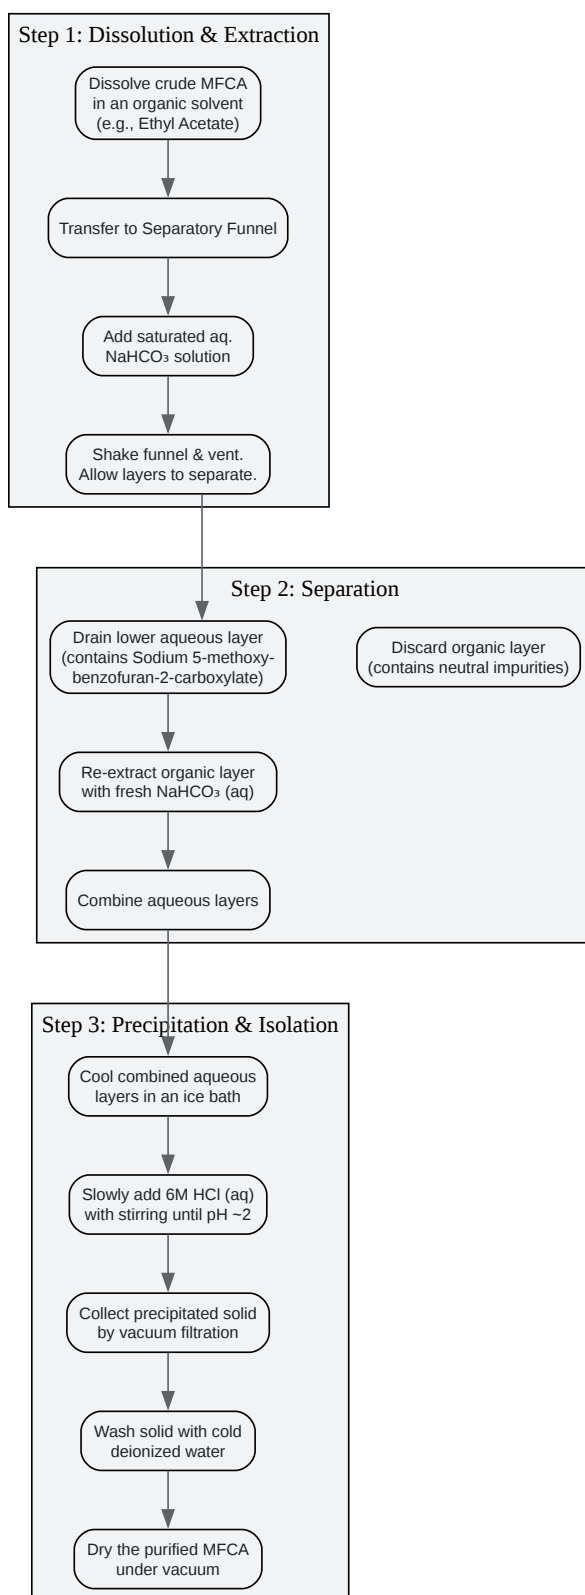 Step 1: Dissolution & Extraction
Dissolve crude MFCA
in an organic solvent
(e.g., Ethyl Acetate)
Transfer to Separatory Funnel
Add saturated aq.
NaHCO₃ solution
Shake funnel & vent.
Allow layers to separate.
Step 2: Separation
Drain lower aqueous layer
(contains Sodium 5-methoxy-
benzofuran-2-carboxylate)
Discard organic layer
(contains neutral impurities)
Re-extract organic layer
with fresh NaHCO₃ (aq)
Combine aqueous layers
Step 3: Precipitation & Isolation
Cool combined aqueous
layers in an ice bath
Slowly add 6M HCl (aq)
with stirring until pH ~2
Collect precipitated solid
by vacuum filtration
Wash solid with cold
deionized water
Dry the purified MFCA
under vacuum